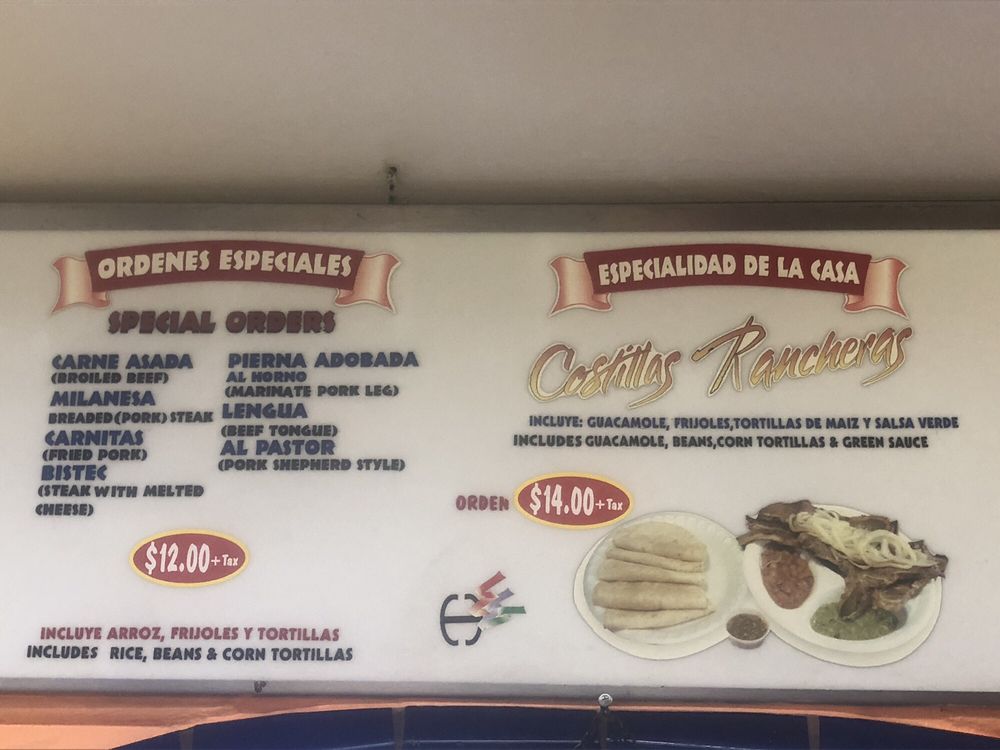 ORDENES ESPECIALES
SPECIAL ORDERS
CARNE ASADA
(BROILED BEEF)
MILANESA
BREADED(PORK) STEAK
CARNITAS
(FRIED PORK)
BISTEC
(STEAK WITH MELTED
CHEESE)
PIERNA ADOBADA
AL HORNO
(MARINATE PORK LEG)
LENGUA
(BEEF TONGUE)
AL PASTOR
(PORK SHEPHERD STYLE)
$12.00+Tax
INCLUYE ARROZ, FRIJOLES Y TORTILLAS
INCLUDES RICE, BEANS & CORN TORTILLAS
ESPECIALIDAD DE LA CASA
Costillas Rancheras
INCLUYE: GUACAMOLE, FRIJOLES,TORTILLAS DE MAIZ Y SALSA VERDE
INCLUDES GUACAMOLE, BEANS,CORN TORTILLAS & GREEN SAUCE
ORDEN $14.00+Tax